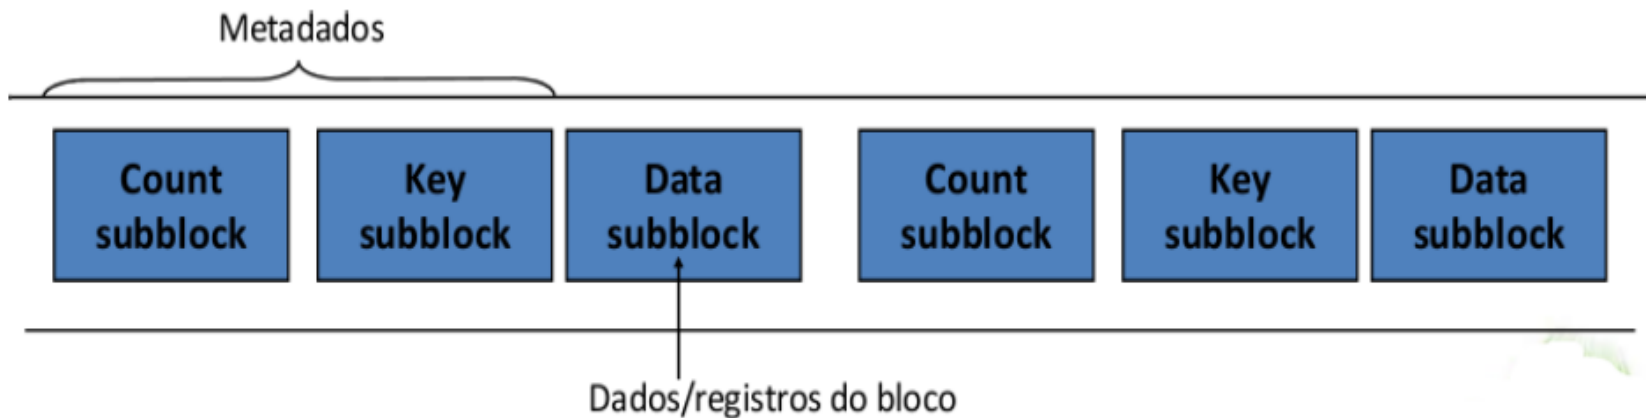 Metadados
Count
subblock
Key
subblock
Data
subblock
Count
subblock
Key
subblock
Data
subblock
Dados/registros do bloco